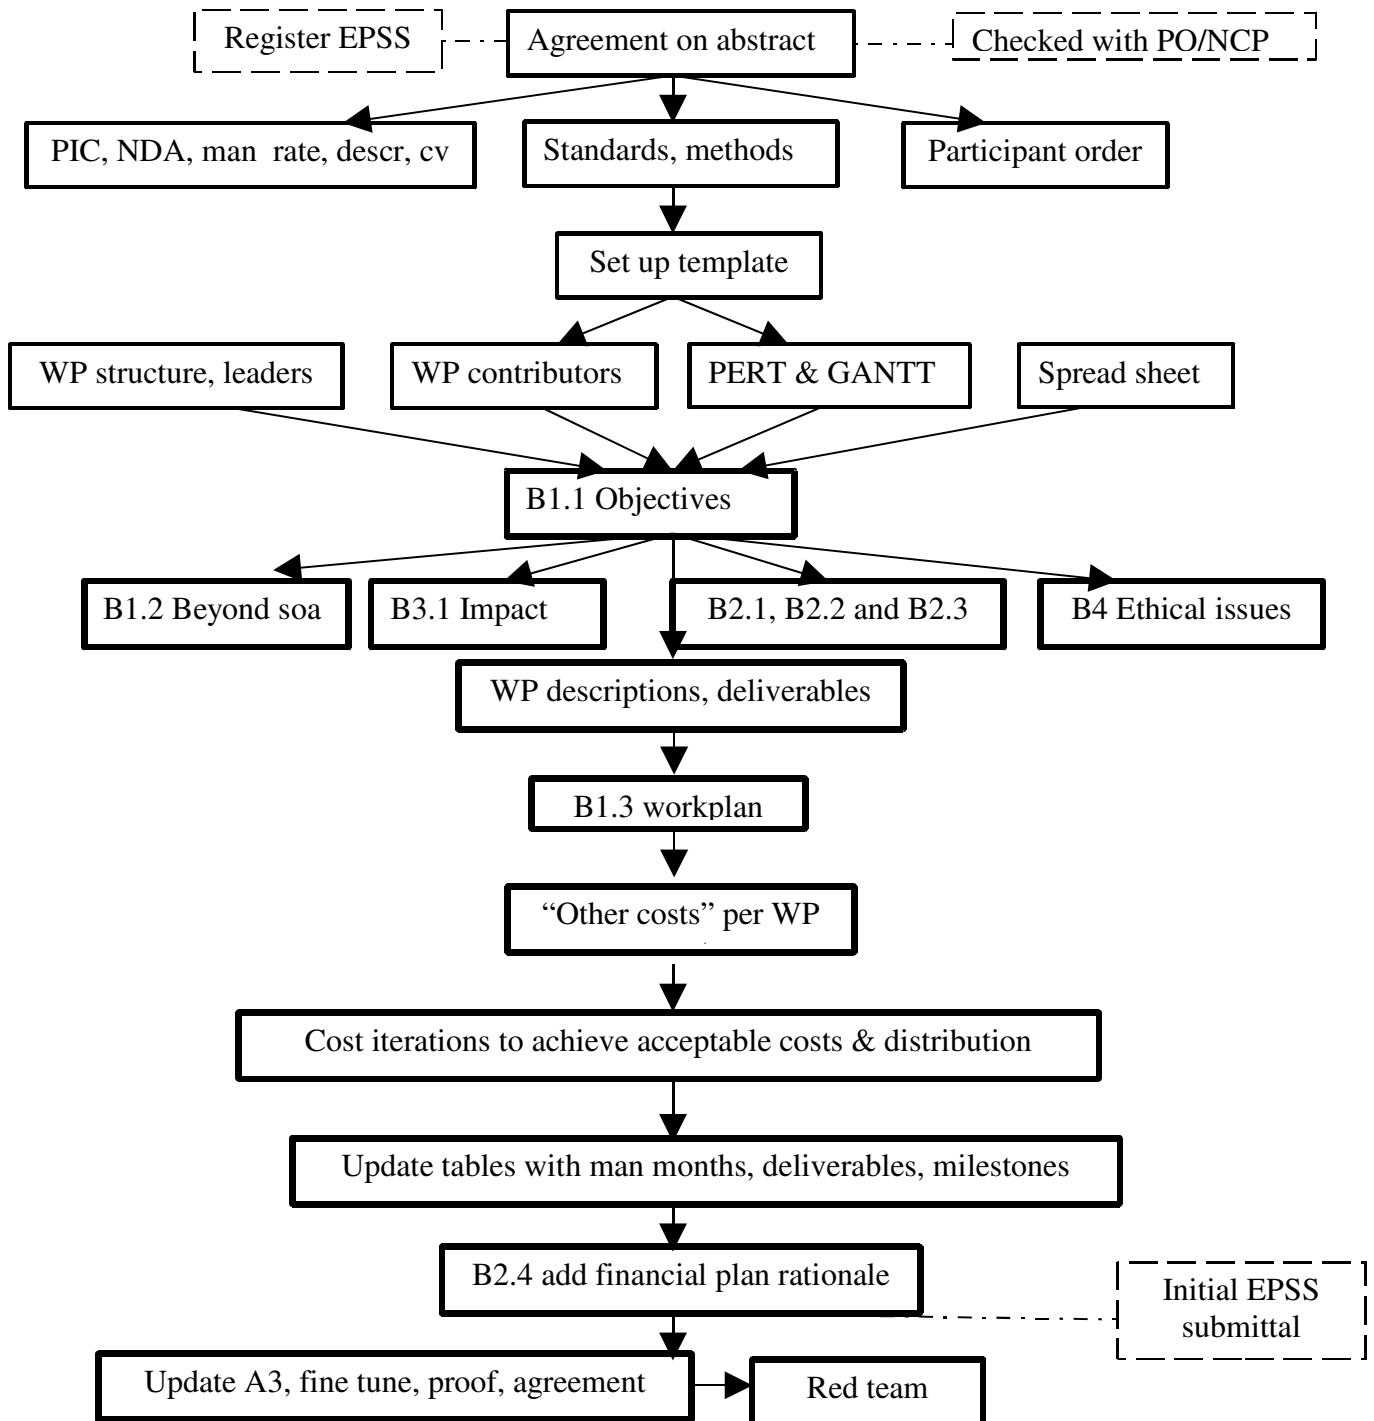 Register EPSS
Agreement on abstract
Checked with PO/NCP
PIC, NDA, man rate, descr, cv
Standards, methods
Participant order
Set up template
WP structure, leaders
WP contributors
PERT & GANTT
Spread sheet
B1.1 Objectives
B1.2 Beyond soa
B3.1 Impact
B2.1, B2.2 and B2.3
B4 Ethical issues
WP descriptions, deliverables
B1.3 workplan
“Other costs” per WP
Cost iterations to achieve acceptable costs & distribution
Update tables with man months, deliverables, milestones
B2.4 add financial plan rationale
Initial EPSS
submittal
Update A3, fine tune, proof, agreement
Red team